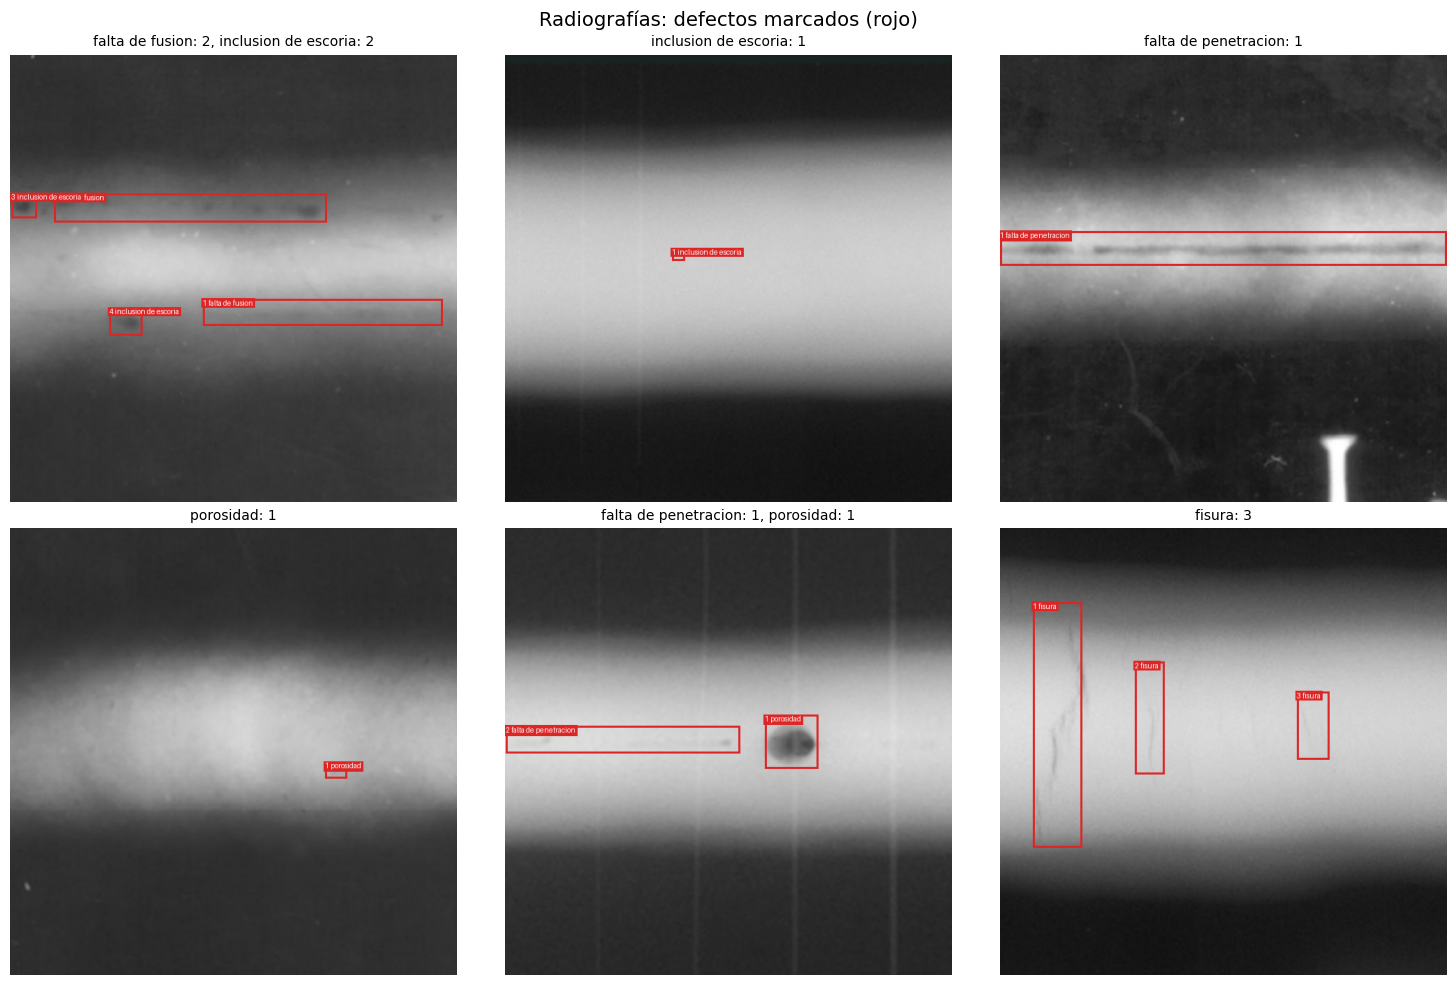 Radiografías: defectos marcados (rojo)
falta de fusion: 2, inclusion de escoria: 2
inclusion de escoria: 1
falta de penetracion: 1
3 inclusion de escoria
fusion
4 inclusion de escoria
1 falta de fusion
1 inclusion de escoria
1 falta de penetracion
porosidad: 1
falta de penetracion: 1, porosidad: 1
fisura: 3
1 porosidad
2 falta de penetracion
1 porosidad
1 fisura
2 fisura
3 fisura